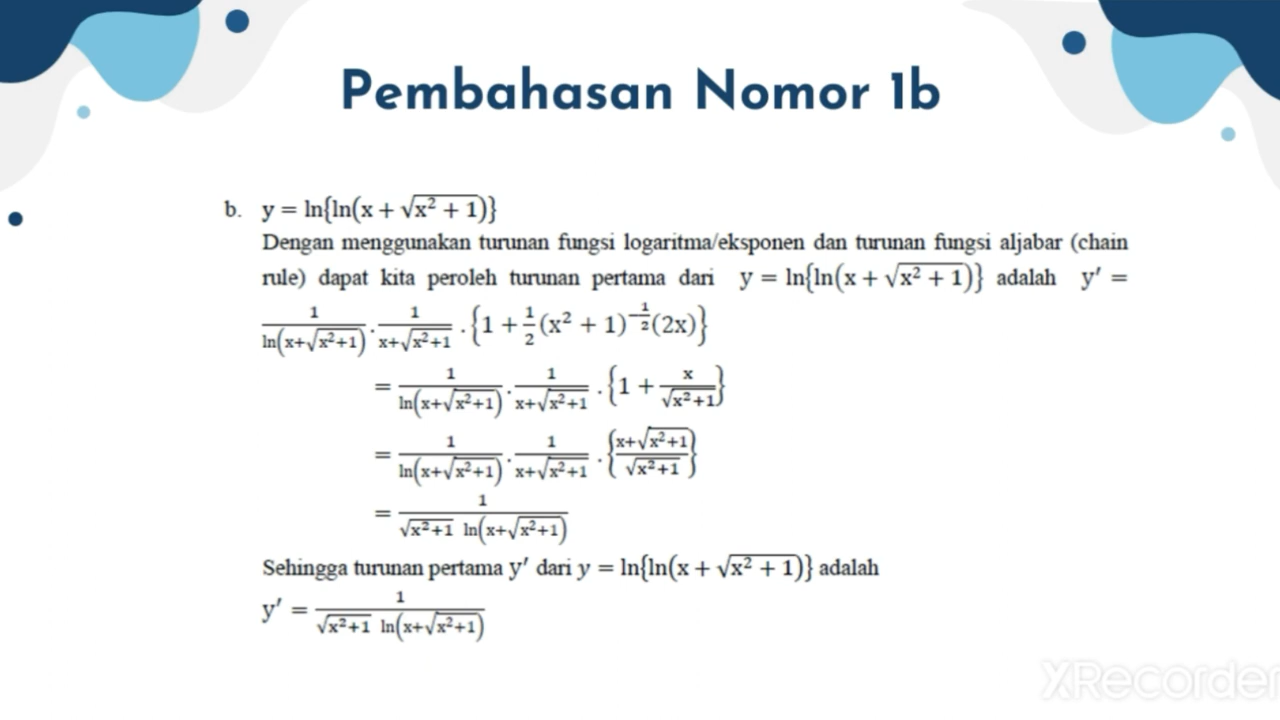 Pembahasan Nomor 1b
b. y = ln{ln(x + √(x² + 1))}
Dengan menggunakan turunan fungsi logaritma/eksponen dan turunan fungsi aljabar (chain
rule) dapat kita peroleh turunan pertama dari y = ln{ln(x + √(x² + 1))} adalah y′ =
1/ln(x+√(x²+1)) · 1/(x+√(x²+1)) · {1 + 1/2 (x² + 1)^(−1/2) (2x)}
= 1/ln(x+√(x²+1)) · 1/(x+√(x²+1)) · {1 + x/√(x²+1)}
= 1/ln(x+√(x²+1)) · 1/(x+√(x²+1)) · {(x+√(x²+1))/√(x²+1)}
= 1/(√(x²+1) ln(x+√(x²+1)))
Sehingga turunan pertama y′ dari y = ln{ln(x + √(x² + 1))} adalah
y′ = 1/(√(x²+1) ln(x+√(x²+1)))
XRecorder